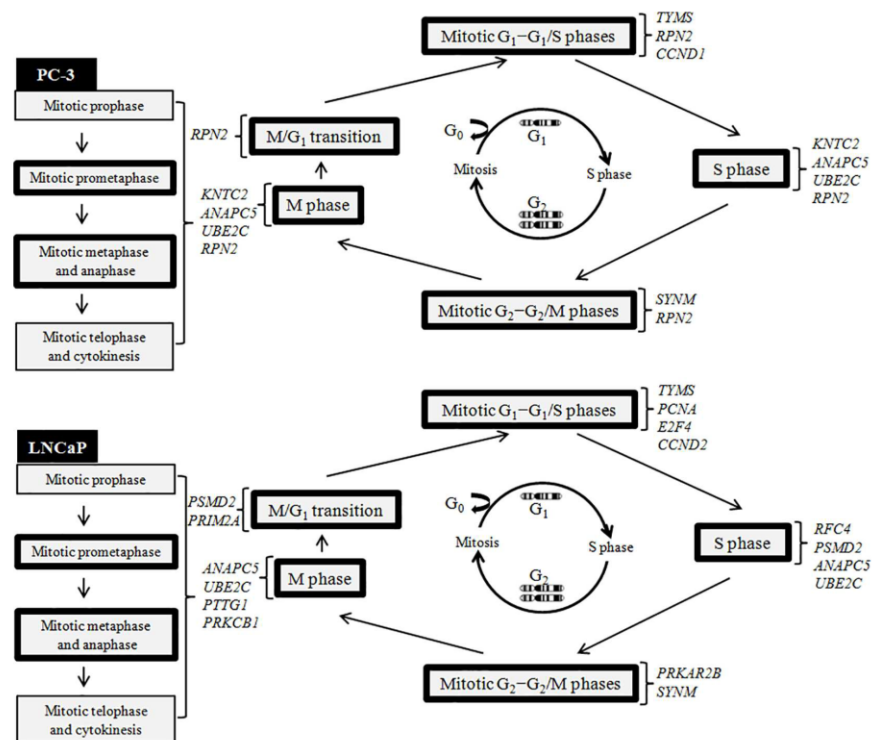 PC-3
Mitotic prophase
Mitotic prometaphase
Mitotic metaphase
and anaphase
Mitotic telophase
and cytokinesis
RPN2
M/G₁ transition
KNTC2
ANAPC5
UBE2C
RPN2
M phase
Mitotic G₁−G₁/S phases
TYMS
RPN2
CCND1
G₀
G₁
Mitosis
S phase
G₂
S phase
KNTC2
ANAPC5
UBE2C
RPN2
Mitotic G₂−G₂/M phases
SYNM
RPN2
LNCaP
Mitotic prophase
Mitotic prometaphase
Mitotic metaphase
and anaphase
Mitotic telophase
and cytokinesis
PSMD2
PRIM2A
M/G₁ transition
ANAPC5
UBE2C
PTTG1
PRKCB1
M phase
Mitotic G₁−G₁/S phases
TYMS
PCNA
E2F4
CCND2
G₀
G₁
Mitosis
S phase
G₂
S phase
RFC4
PSMD2
ANAPC5
UBE2C
Mitotic G₂−G₂/M phases
PRKAR2B
SYNM